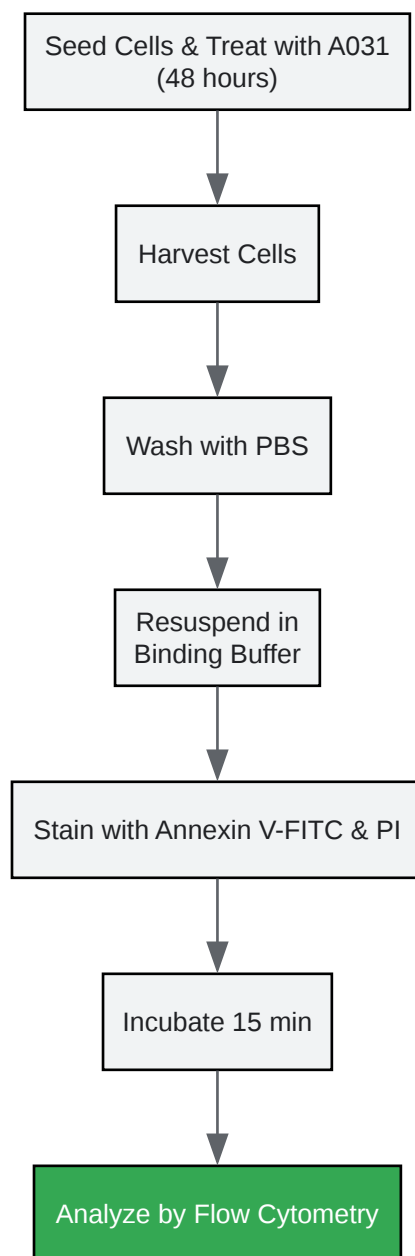 Seed Cells & Treat with A031
(48 hours)
Harvest Cells
Wash with PBS
Resuspend in
Binding Buffer
Stain with Annexin V-FITC & PI
Incubate 15 min
Analyze by Flow Cytometry